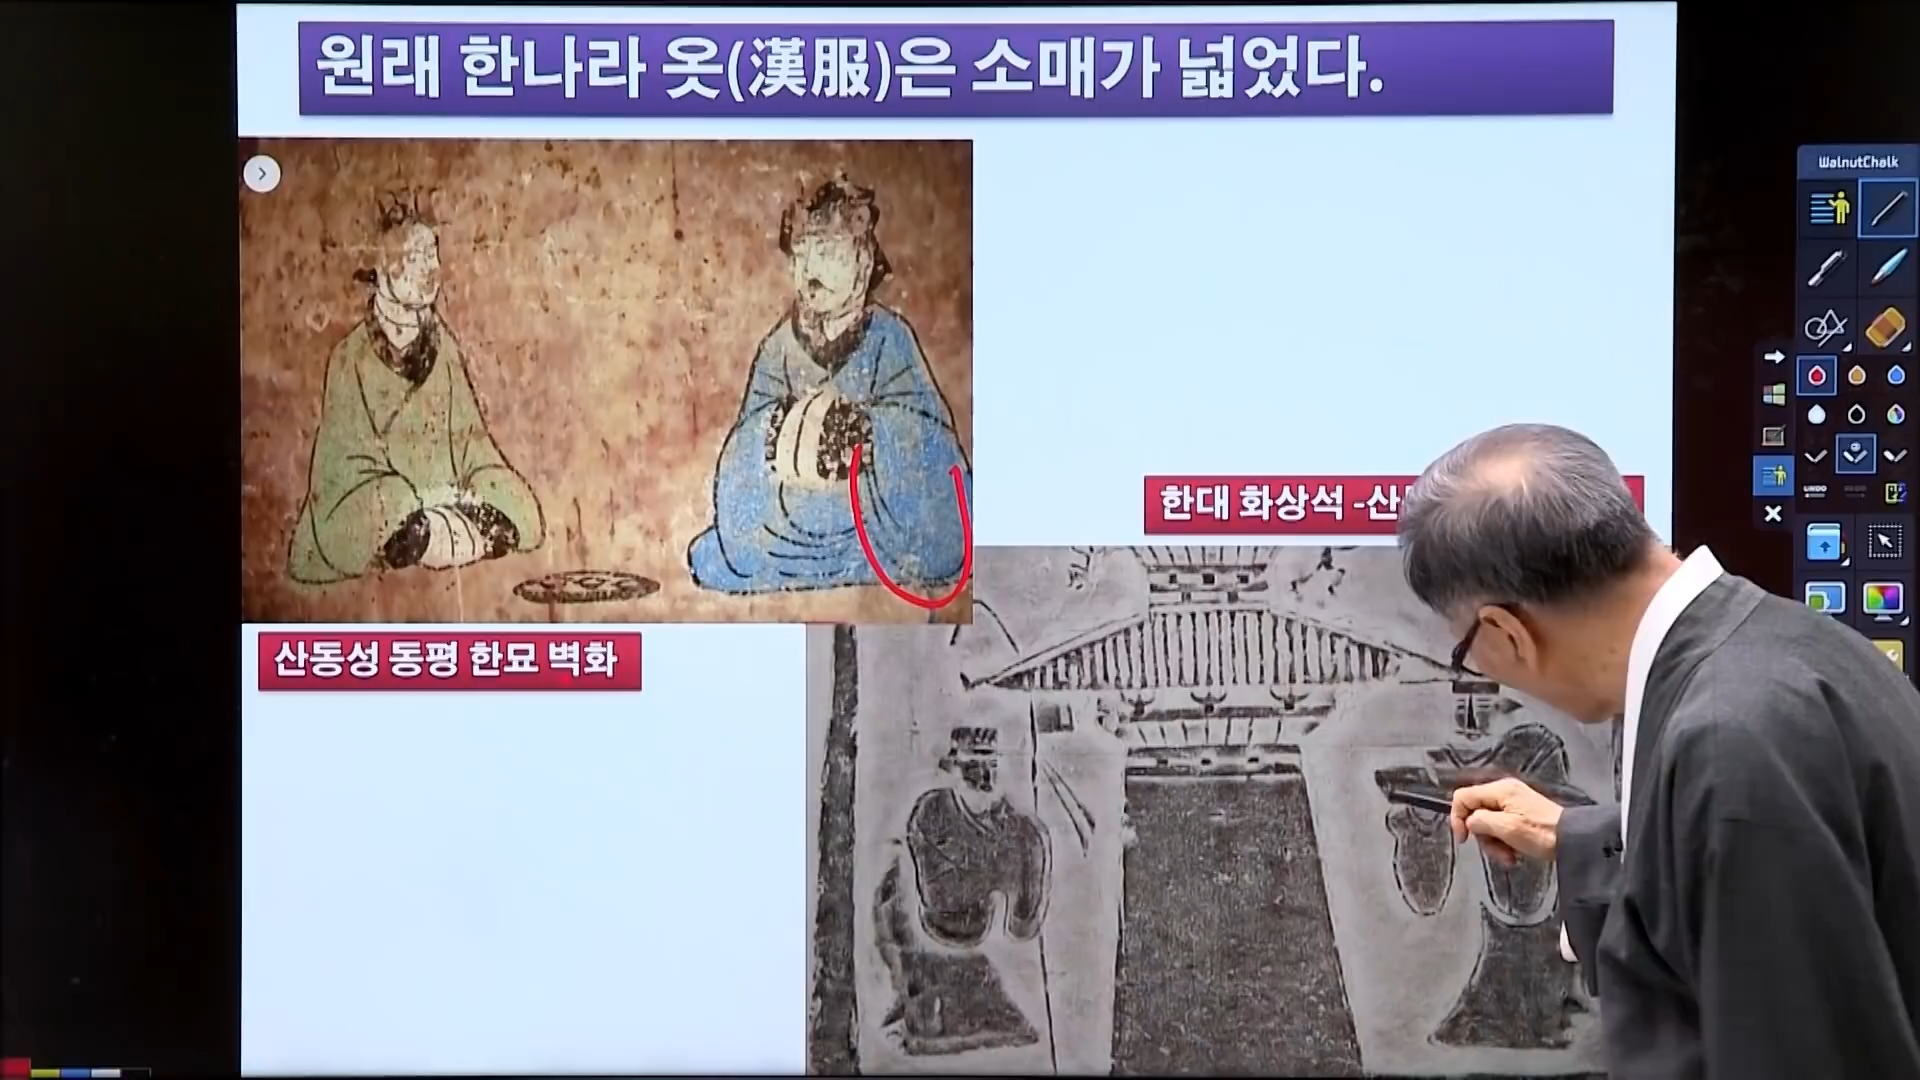 원래 한나라 옷(漢服)은 소매가 넓었다.
WalnutChalk
한대 화상석 -산
산동성 동평 한묘 벽화
UNDO